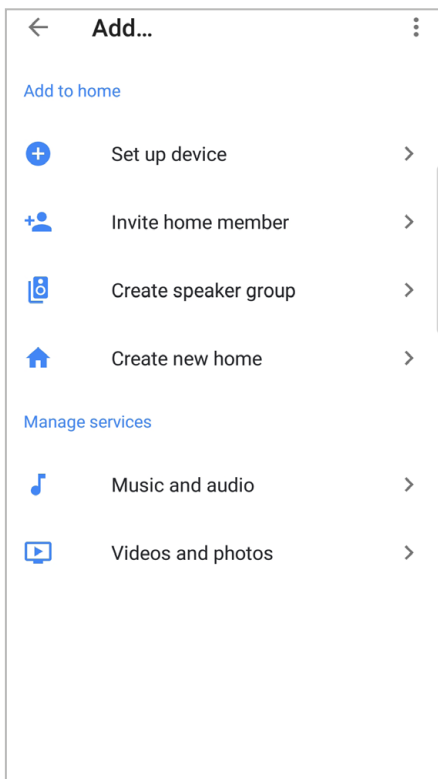 Add...
Add to home
Set up device
Invite home member
Create speaker group
Create new home
Manage services
Music and audio
Videos and photos